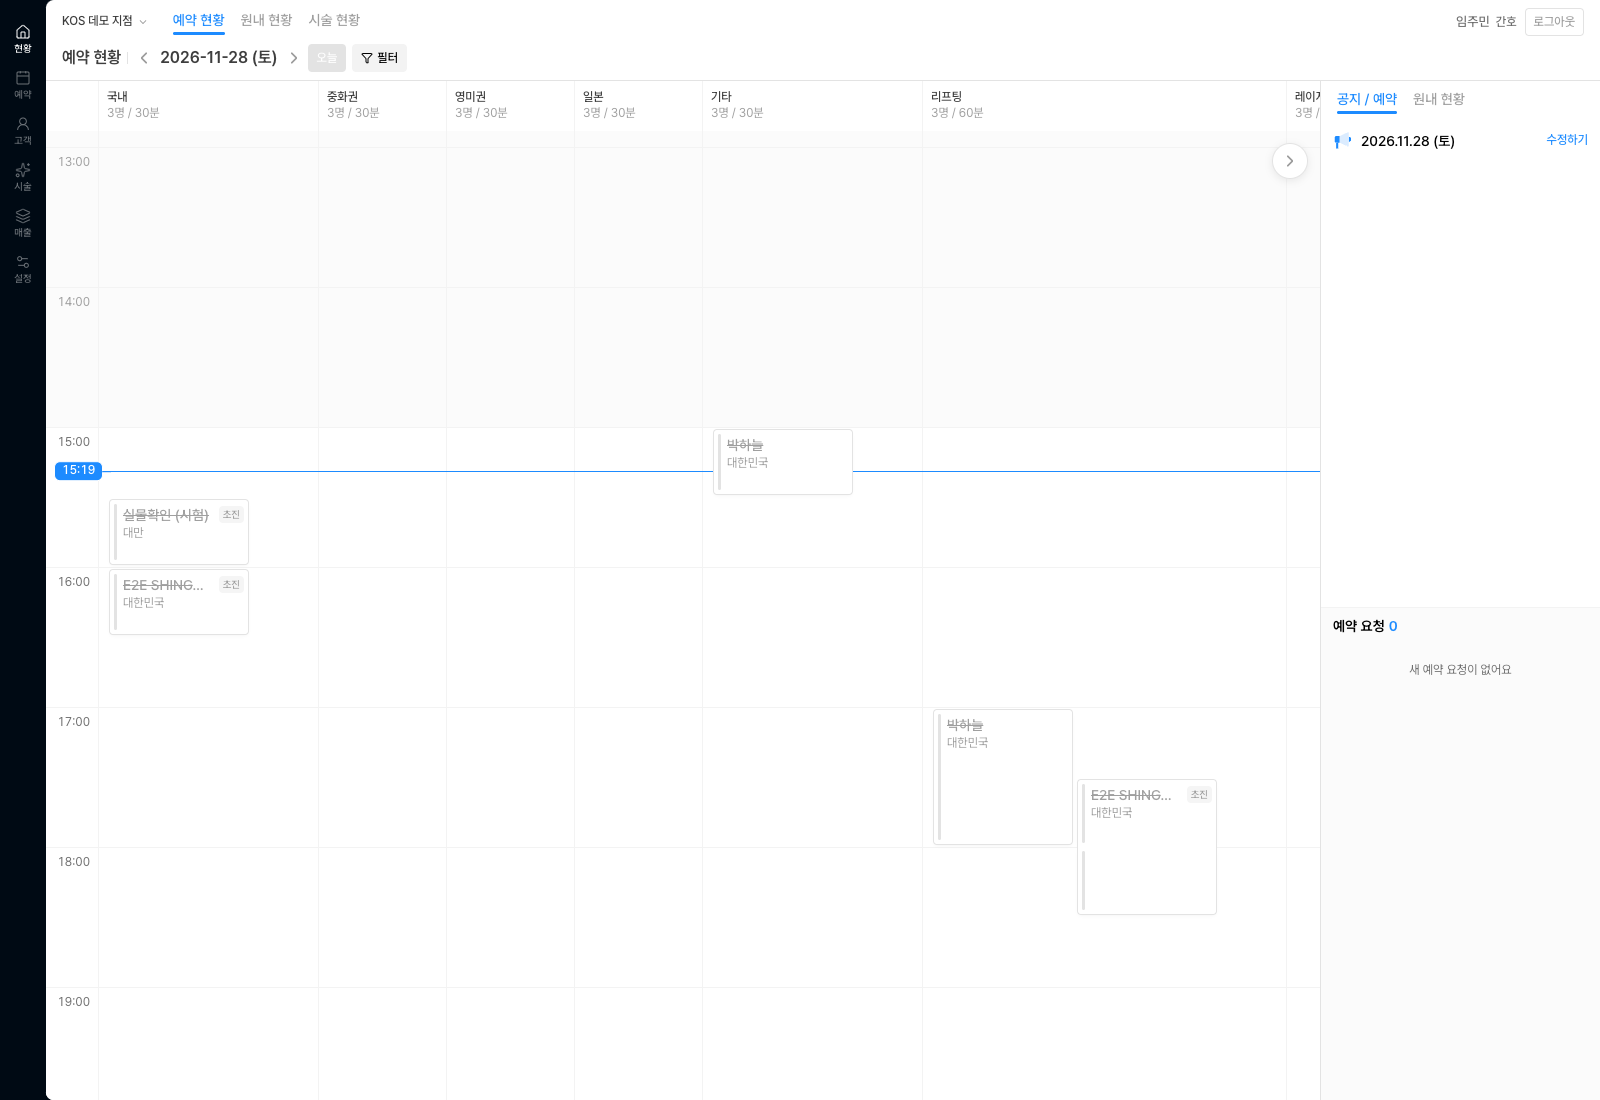 KOS 데모 지점
예약 현황
원내 현황
시술 현황
임주민 간호
로그아웃
현황
예약
고객
시술
매출
설정
예약 현황
2026-11-28 (토)
오늘
필터
국내
3명 / 30분
중화권
3명 / 30분
영미권
3명 / 30분
일본
3명 / 30분
기타
3명 / 30분
리프팅
3명 / 60분
3명 /
13:00
14:00
15:00
15:19
16:00
17:00
18:00
19:00
박하늘
대한민국
실물확인 (시험)
초진
대만
E2E SHING...
초진
대한민국
박하늘
대한민국
E2E SHING...
초진
대한민국
공지 / 예약
원내 현황
2026.11.28 (토)
수정하기
예약 요청 0
새 예약 요청이 없어요